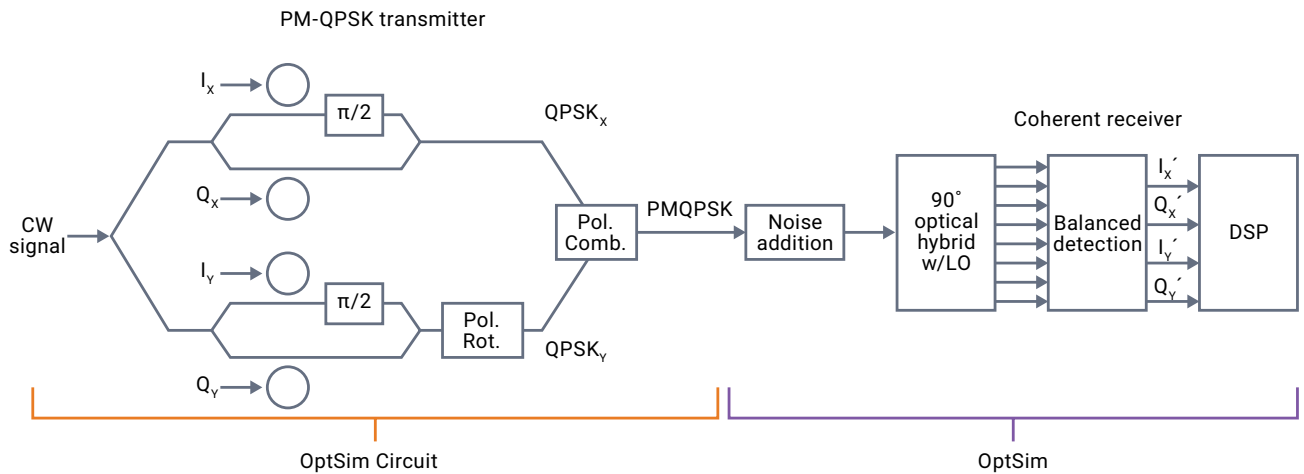 PM-QPSK transmitter
I_X
π/2
QPSK_X
Q_X
CW
signal
I_Y
π/2
Pol.
Rot.
QPSK_Y
Q_Y
Pol.
Comb.
PMQPSK
Noise
addition
Coherent receiver
90°
optical
hybrid
w/LO
Balanced
detection
I_X′
Q_X′
I_Y′
Q_Y′
DSP
OptSim Circuit
OptSim